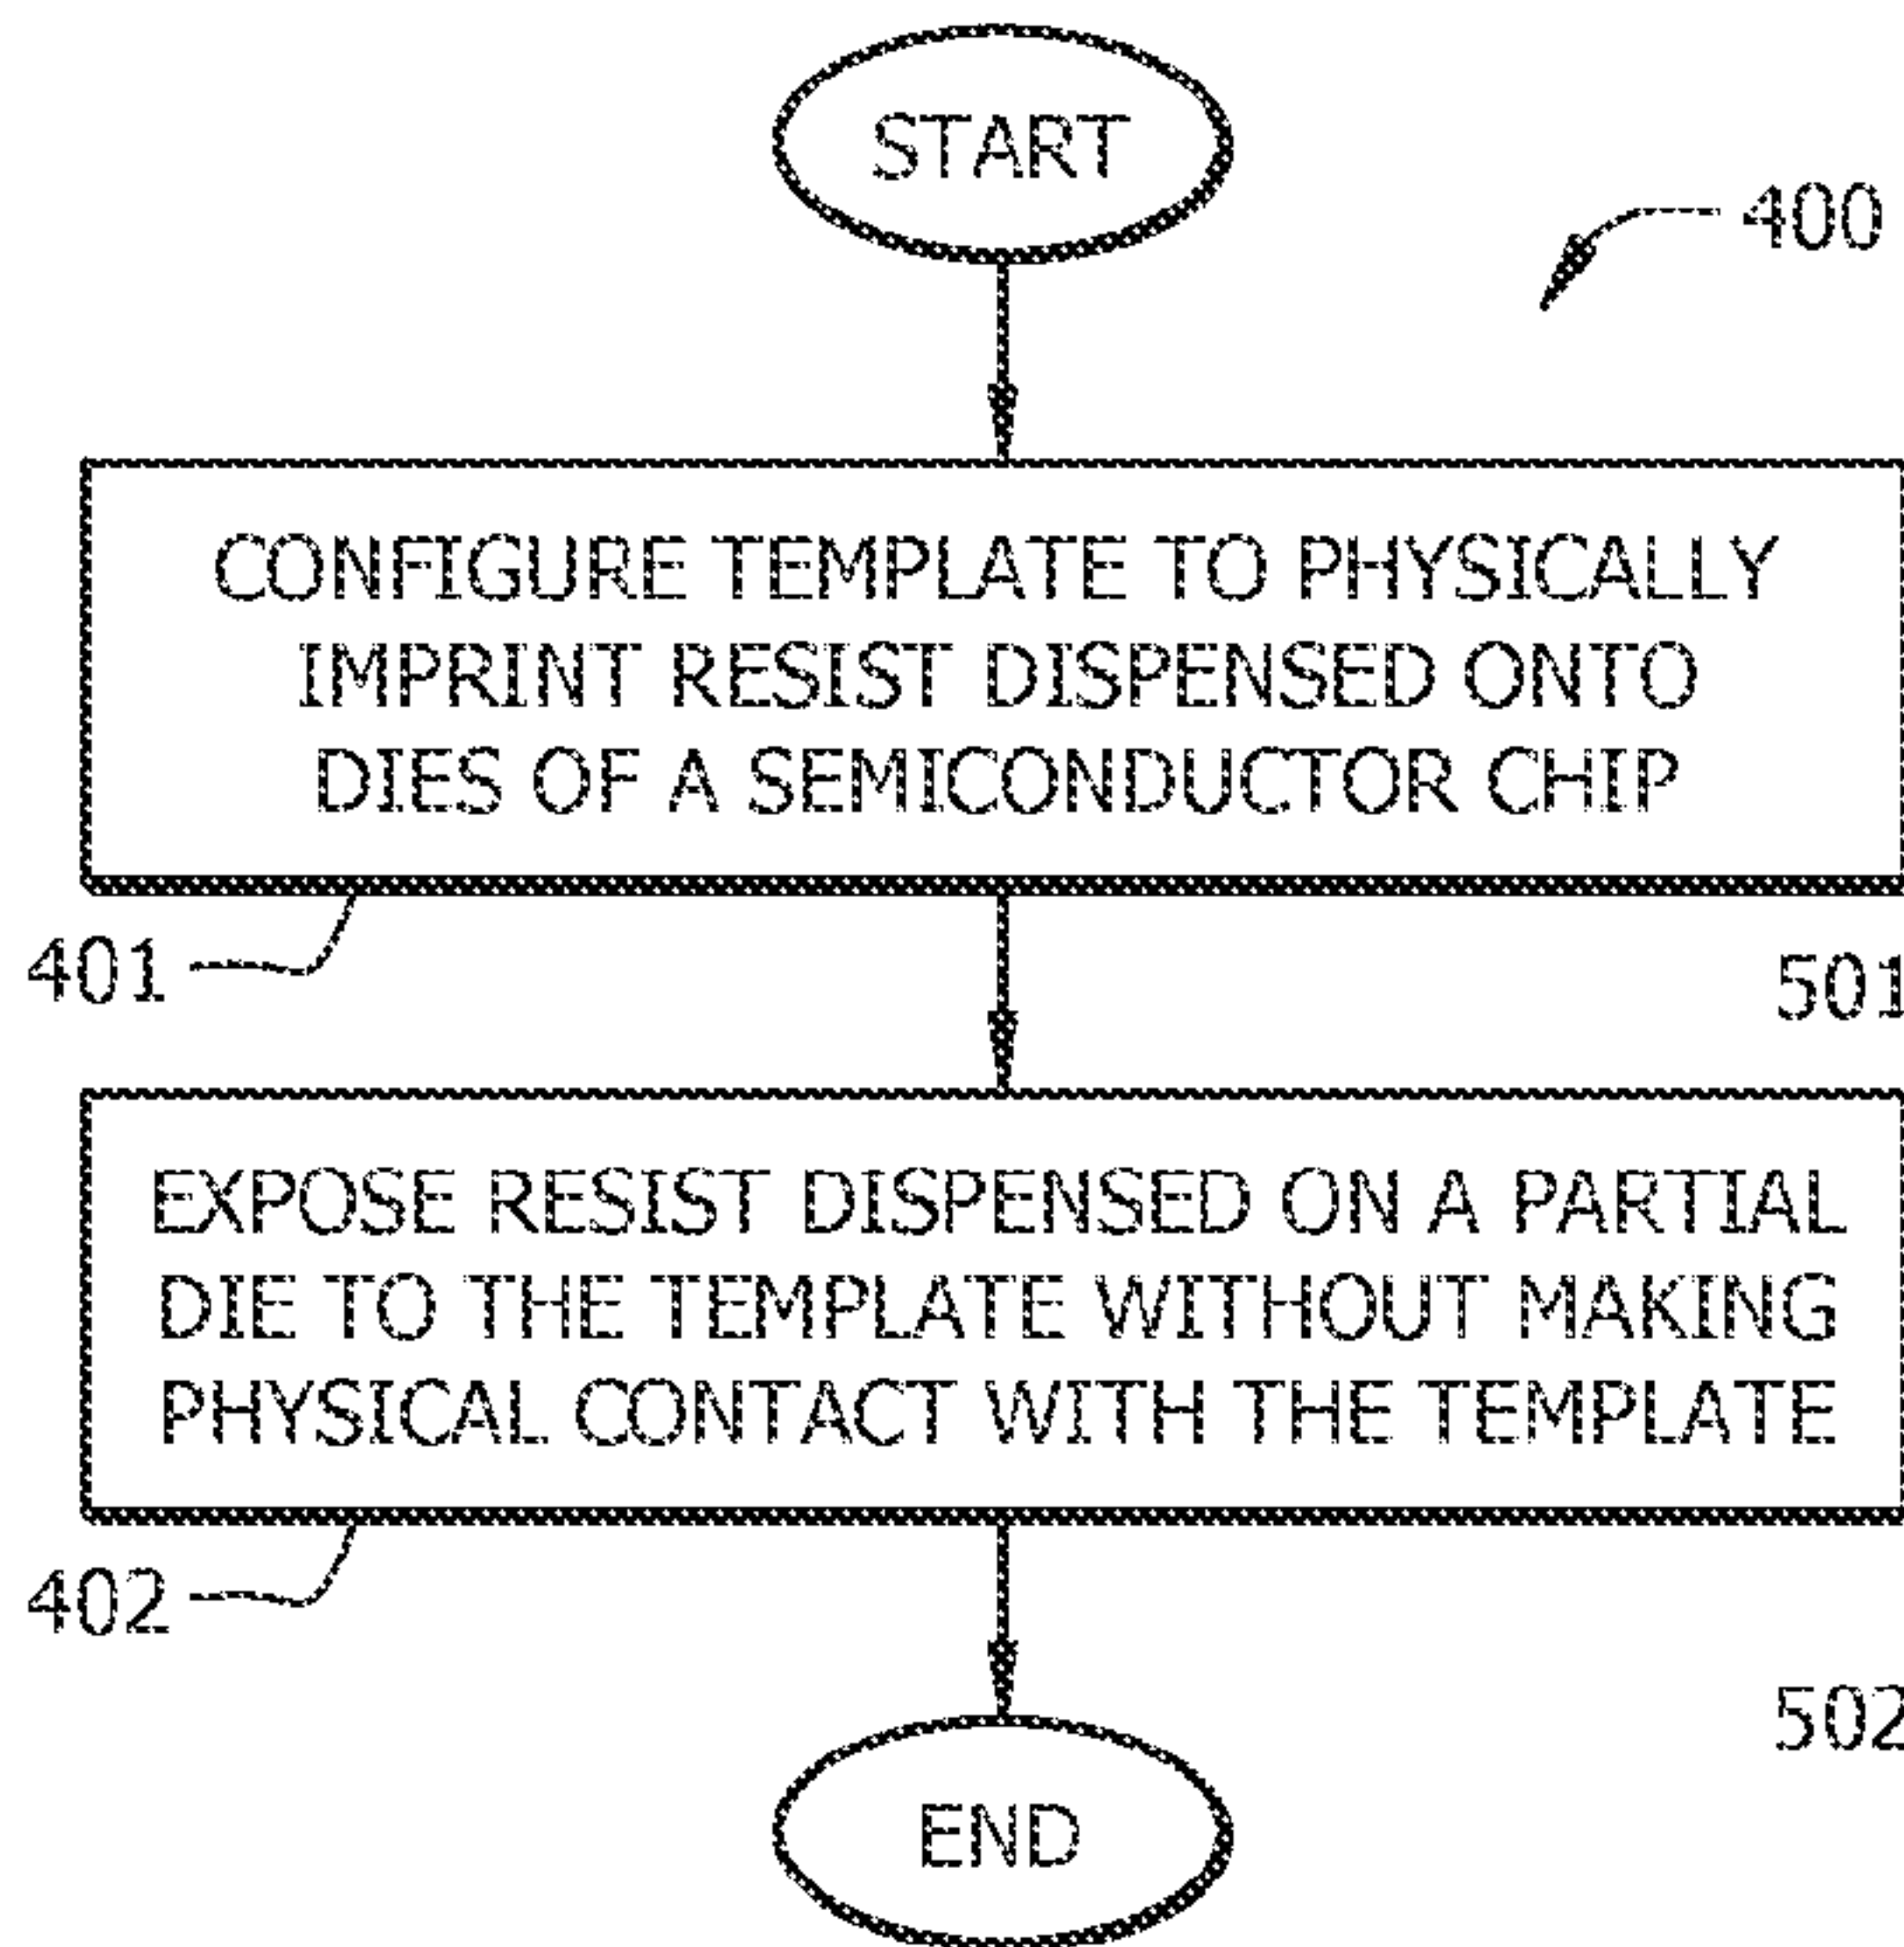 START
400
CONFIGURE TEMPLATE TO PHYSICALLY
IMPRINT RESIST DISPENSED ONTO
DIES OF A SEMICONDUCTOR CHIP
401
501
EXPOSE RESIST DISPENSED ON A PARTIAL
DIE TO THE TEMPLATE WITHOUT MAKING
PHYSICAL CONTACT WITH THE TEMPLATE
402
502
END